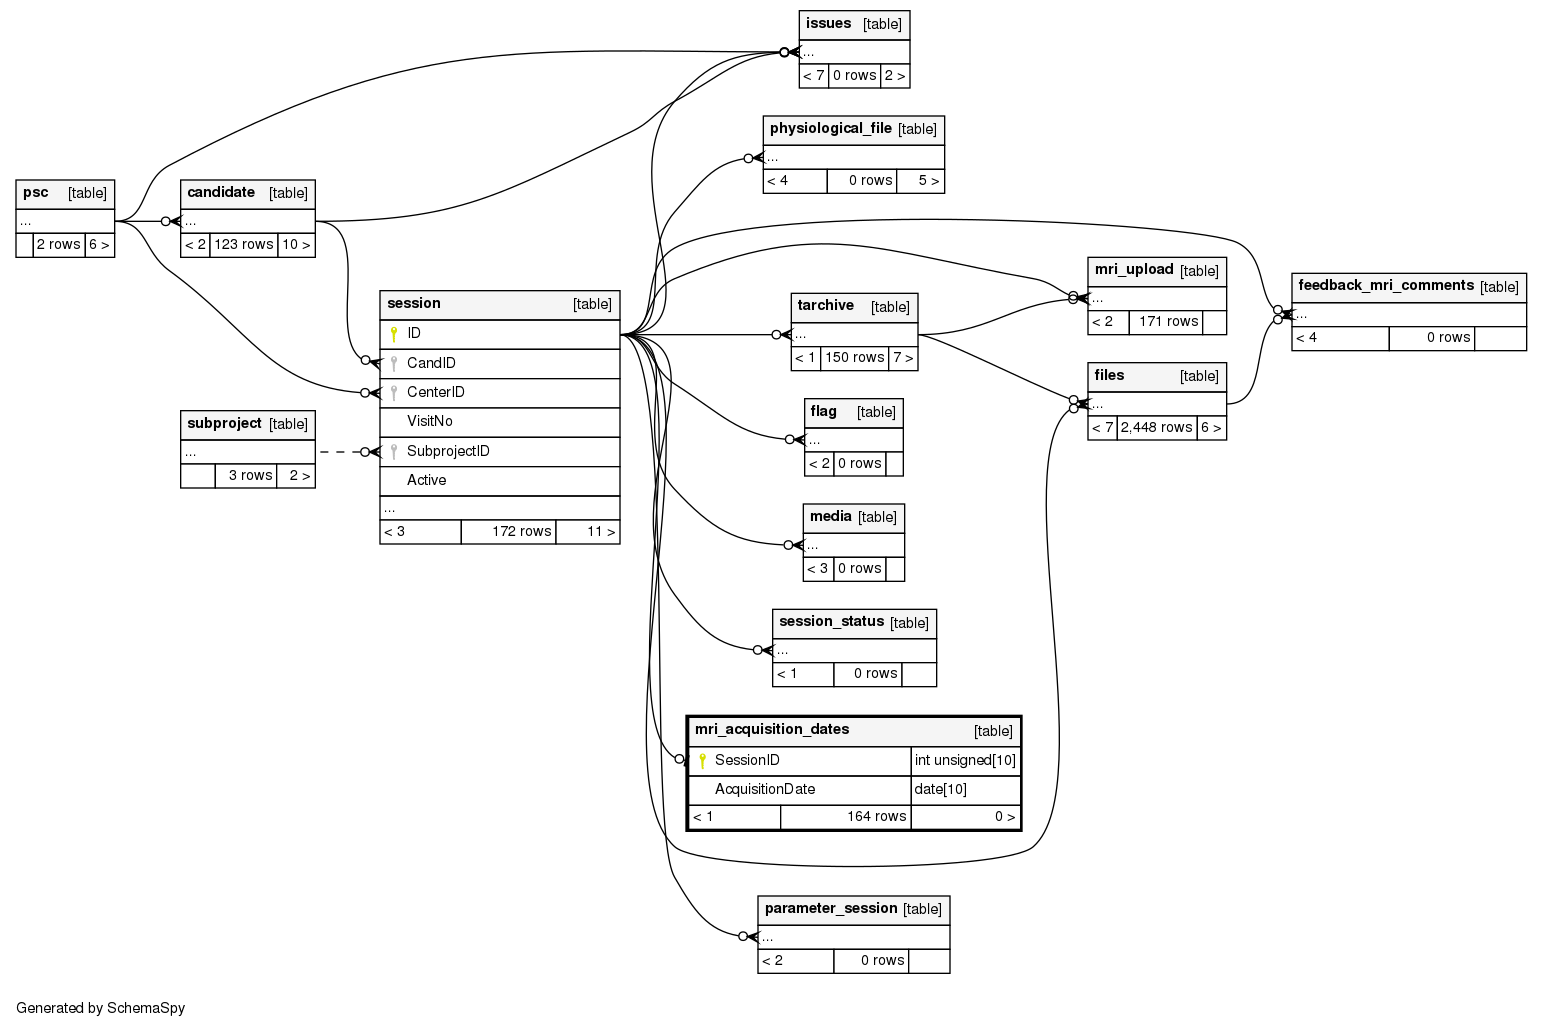 issues [table]
...
< 7 0 rows 2 >
physiological_file [table]
...
< 4 0 rows 5 >
psc [table]
...
2 rows 6 >
candidate [table]
...
< 2 123 rows 10 >
session [table]
ID
CandID
CenterID
VisitNo
SubprojectID
Active
...
< 3 172 rows 11 >
subproject [table]
...
3 rows 2 >
tarchive [table]
...
< 1 150 rows 7 >
mri_upload [table]
...
< 2 171 rows
feedback_mri_comments [table]
...
< 4 0 rows
files [table]
...
< 7 2,448 rows 6 >
flag [table]
...
< 2 0 rows
media [table]
...
< 3 0 rows
session_status [table]
...
< 1 0 rows
mri_acquisition_dates [table]
SessionID int unsigned[10]
AcquisitionDate date[10]
< 1 164 rows 0 >
parameter_session [table]
...
< 2 0 rows
Generated by SchemaSpy